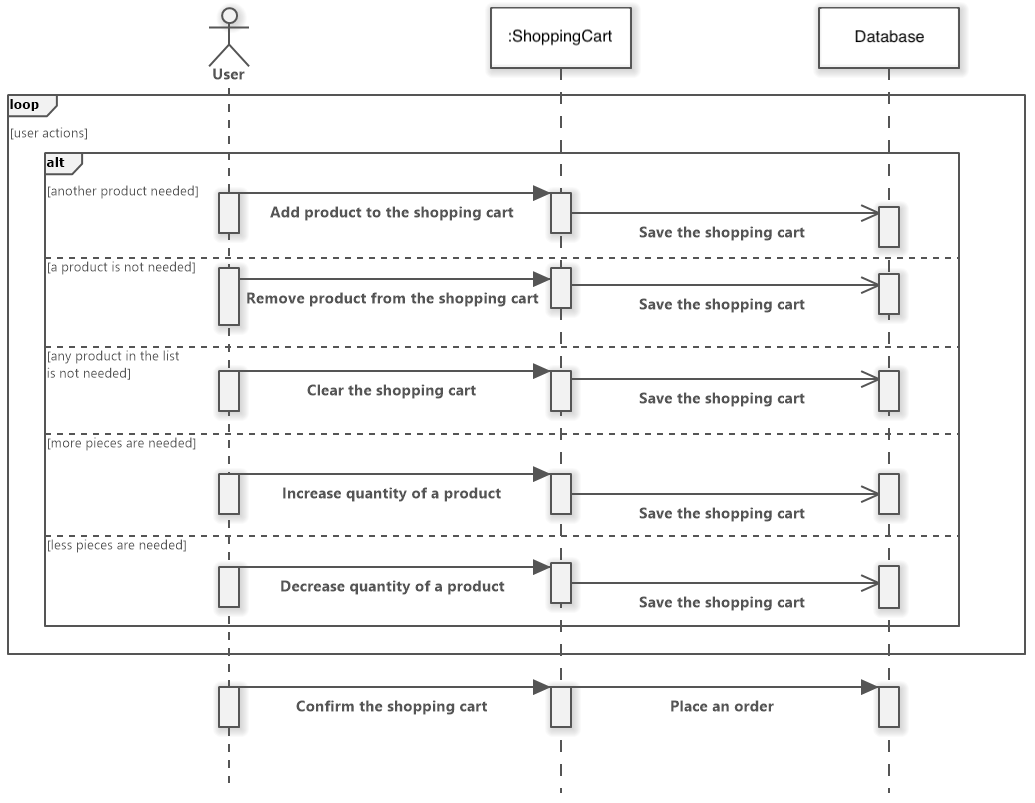 :ShoppingCart
Database
User
loop
[user actions]
alt
[another product needed]
Add product to the shopping cart
Save the shopping cart
[a product is not needed]
Remove product from the shopping cart
Save the shopping cart
[any product in the list
is not needed]
Clear the shopping cart
Save the shopping cart
[more pieces are needed]
Increase quantity of a product
Save the shopping cart
[less pieces are needed]
Decrease quantity of a product
Save the shopping cart
Confirm the shopping cart
Place an order